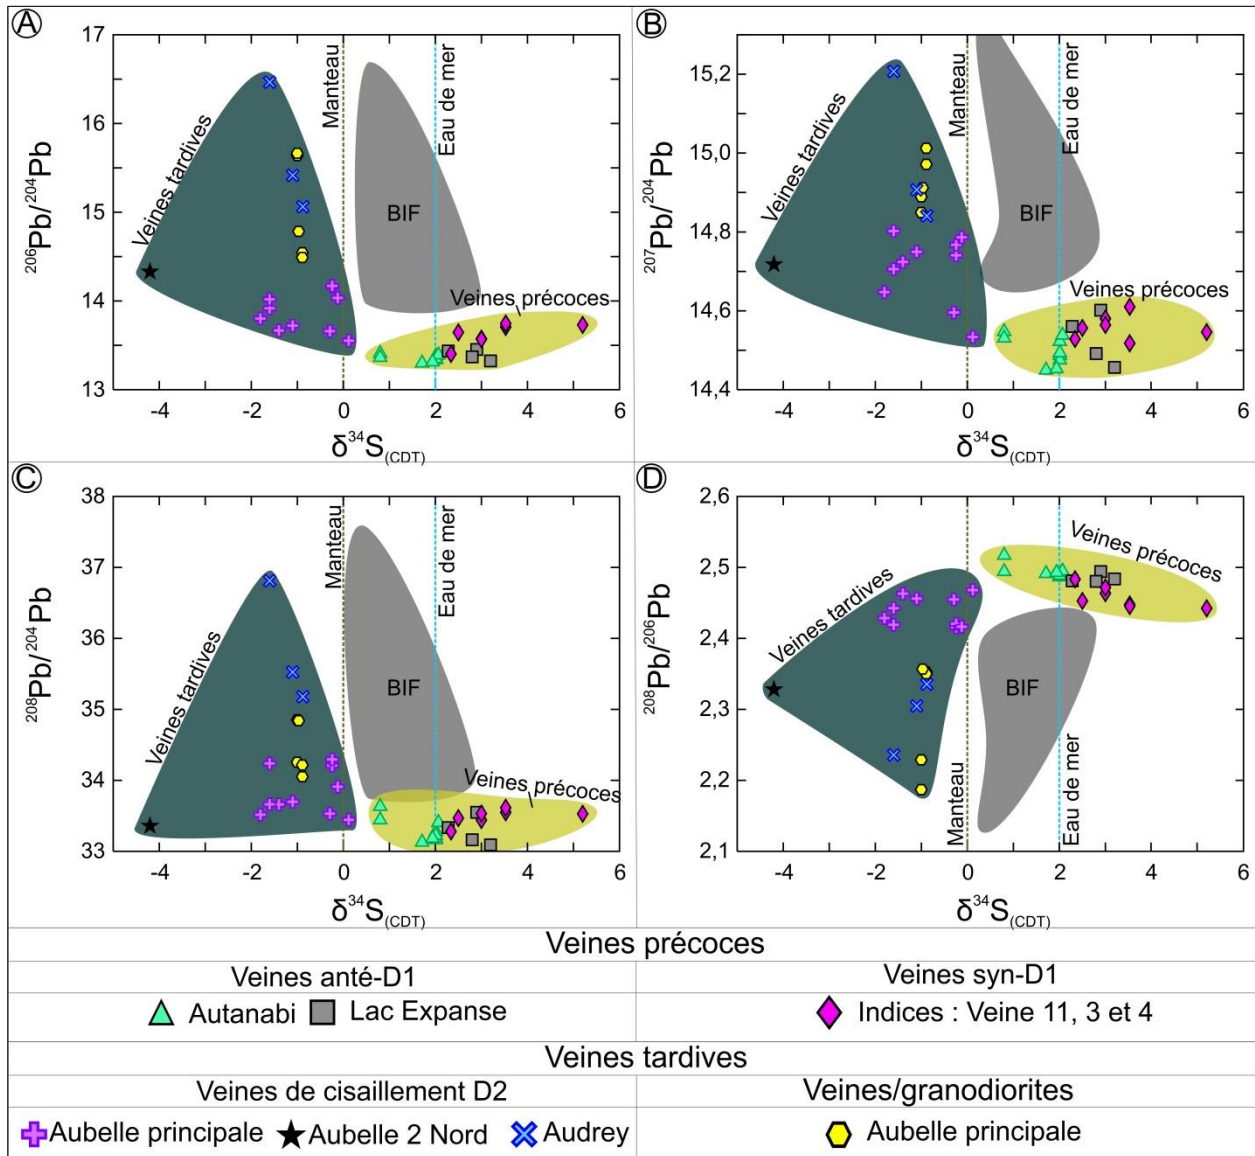 A
17
16
15
14
13
²⁰⁶Pb/²⁰⁴Pb
Veines tardives
Manteau
BIF
Eau de mer
Veines précoces
-4 -2 0 2 4 6
δ³⁴S(CDT)
B
15,2
15,0
14,8
14,6
14,4
²⁰⁷Pb/²⁰⁴Pb
Veines tardives
Manteau
BIF
Eau de mer
Veines précoces
-4 -2 0 2 4 6
δ³⁴S(CDT)
C
38
37
36
35
34
33
²⁰⁸Pb/²⁰⁴Pb
Veines tardives
Manteau
BIF
Eau de mer
Veines précoces
-4 -2 0 2 4 6
δ³⁴S(CDT)
D
2,6
2,5
2,4
2,3
2,2
2,1
²⁰⁸Pb/²⁰⁶Pb
Veines tardives
Manteau
BIF
Eau de mer
Veines précoces
-4 -2 0 2 4 6
δ³⁴S(CDT)
Veines précoces
Veines anté-D1 Veines syn-D1
Autanabi Lac Expanse Indices : Veine 11, 3 et 4
Veines tardives
Veines de cisaillement D2 Veines/granodiorites
Aubelle principale Aubelle 2 Nord Audrey Aubelle principale